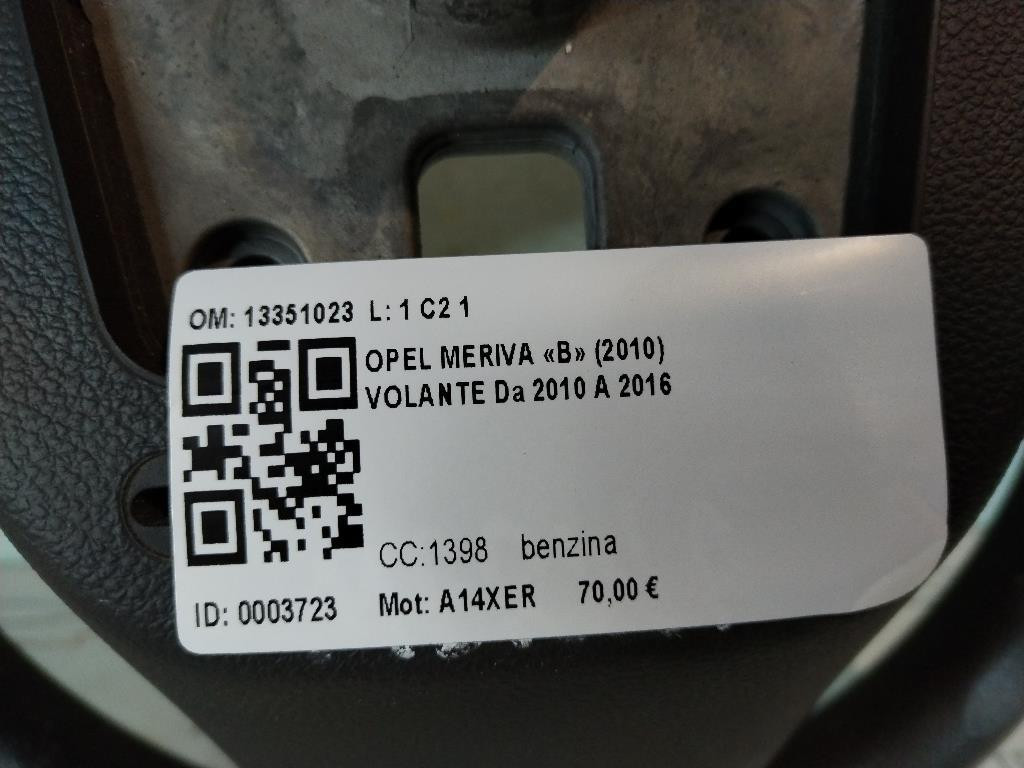 OM: 13351023 L: 1 C2 1
OPEL MERIVA «B» (2010)
VOLANTE Da 2010 A 2016
CC:1398 benzina
ID: 0003723 Mot: A14XER 70,00 €